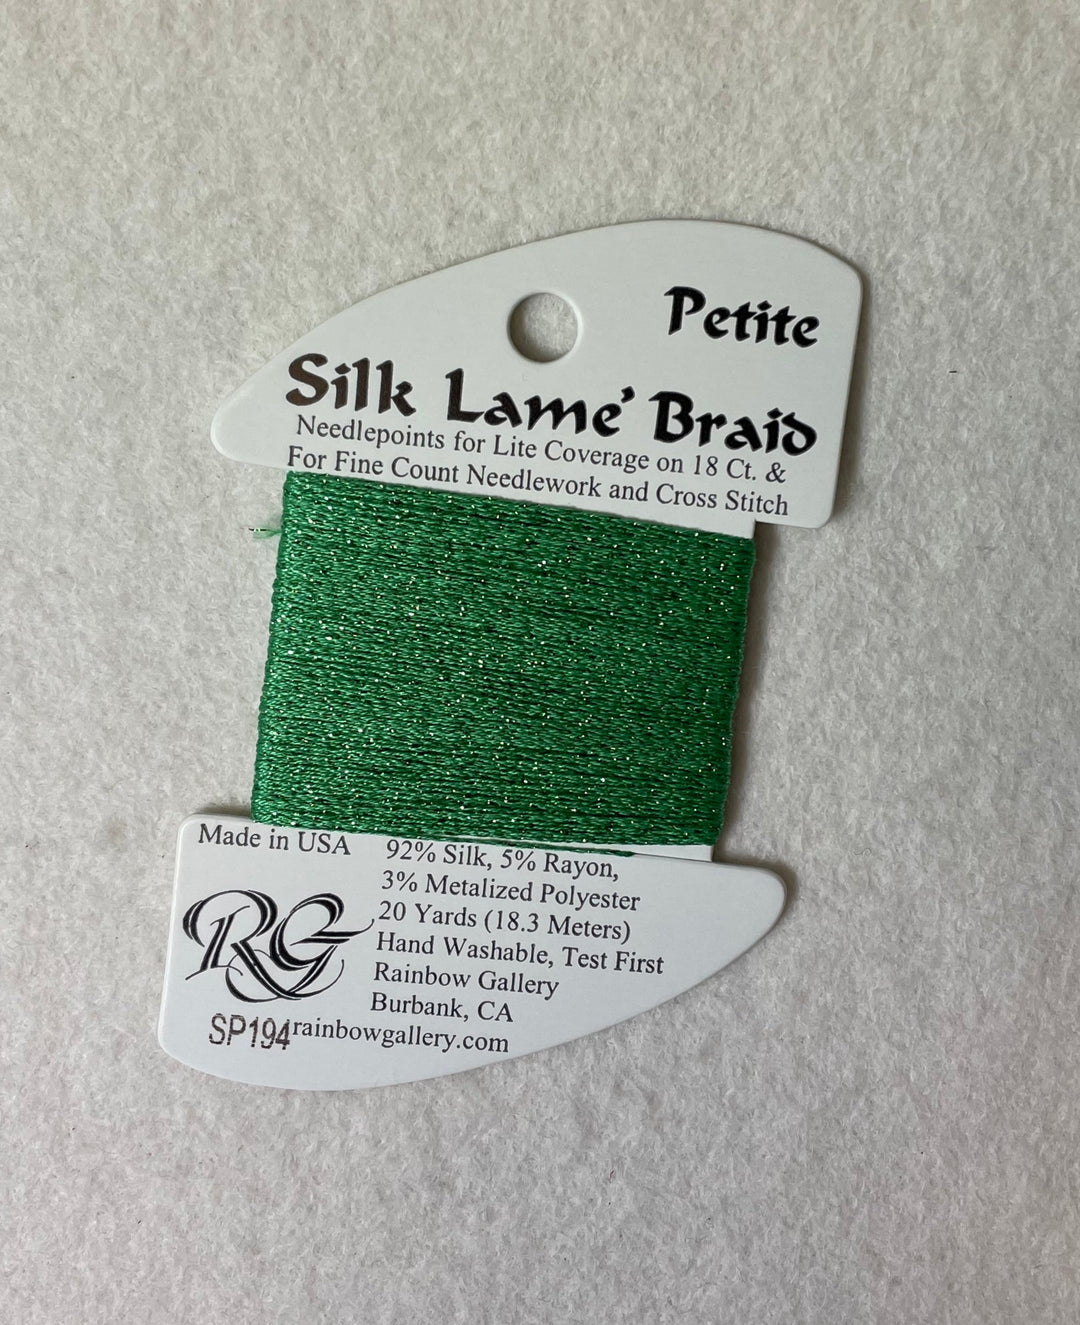 Petite
Silk Lamé Braid
Needlepoints for Lite Coverage on 18 Ct. &
For Fine Count Needlework and Cross Stitch
Made in USA
92% Silk, 5% Rayon,
3% Metalized Polyester
20 Yards (18.3 Meters)
Hand Washable, Test First
Rainbow Gallery
Burbank, CA
RG
SP194
rainbowgallery.com